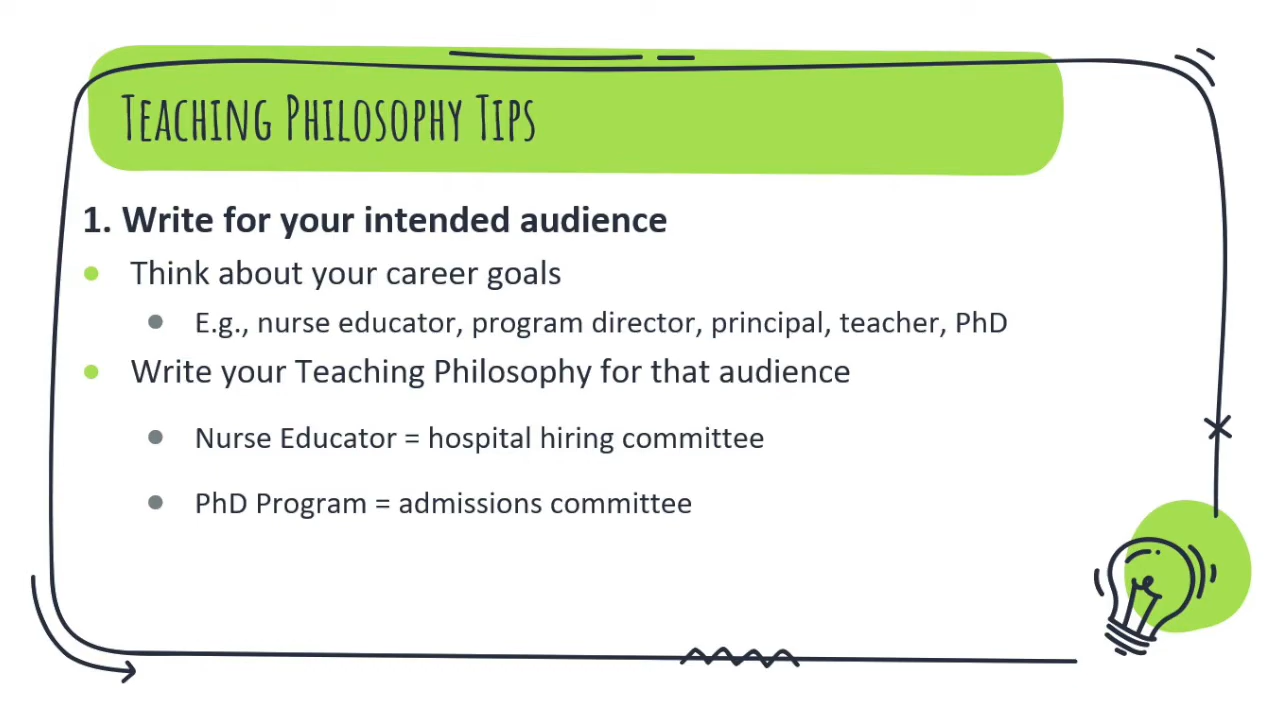 Teaching Philosophy Tips
1. Write for your intended audience
Think about your career goals
E.g., nurse educator, program director, principal, teacher, PhD
Write your Teaching Philosophy for that audience
Nurse Educator = hospital hiring committee
PhD Program = admissions committee